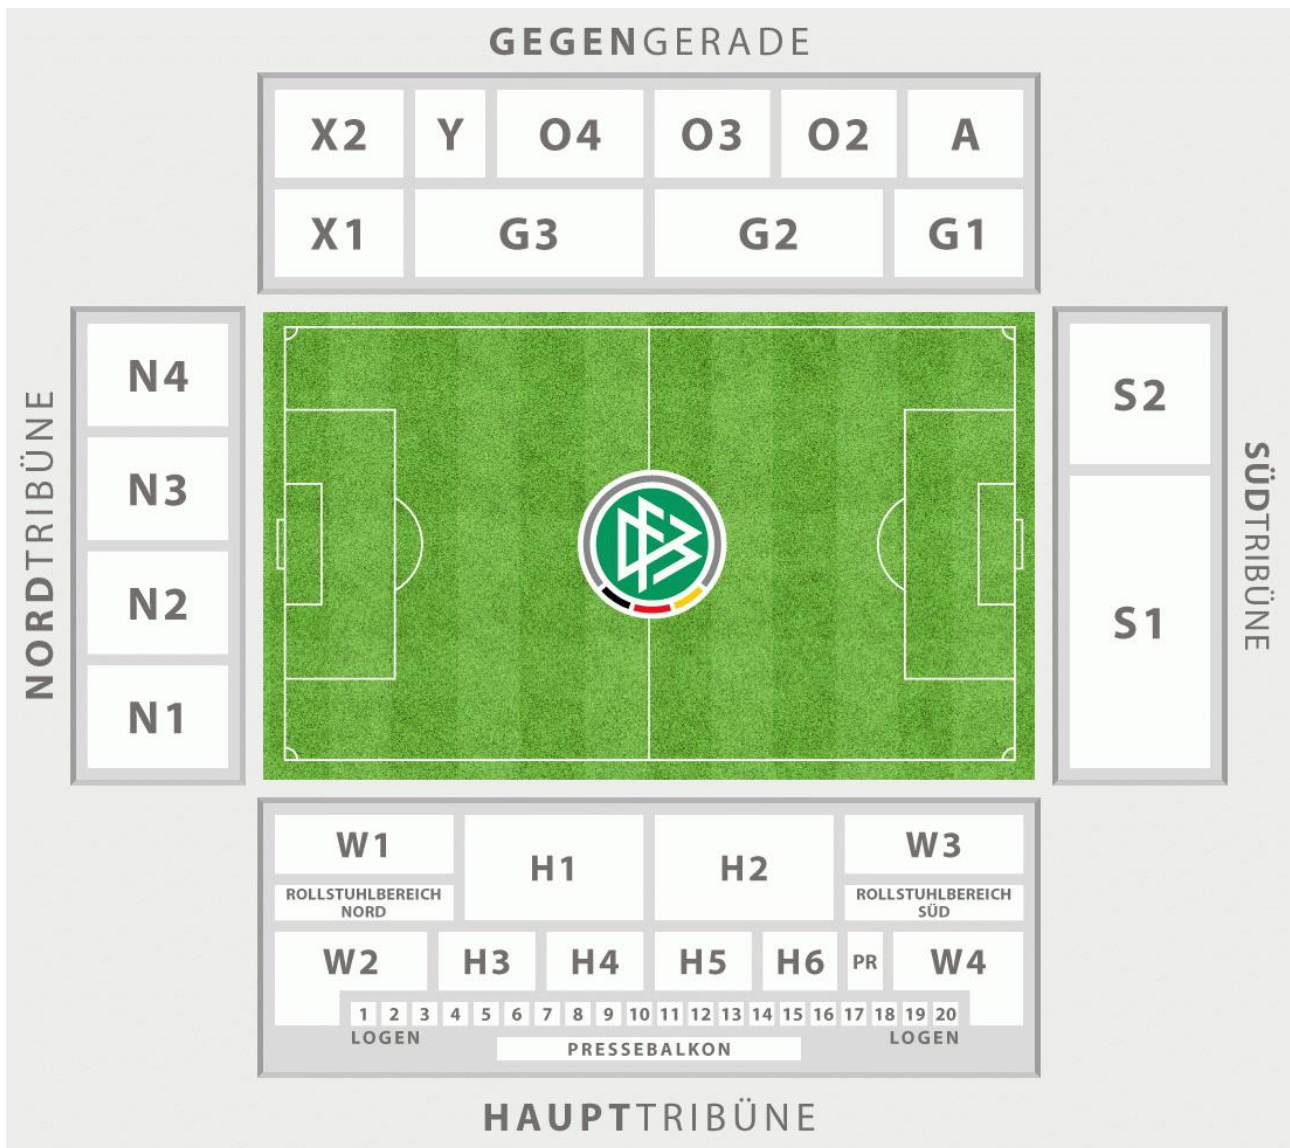 GEGENGERADE
X2 Y O4 O3 O2 A
X1 G3 G2 G1
NORDTRIBÜNE
N4
N3
N2
N1
DFB
S2
S1
SÜDTRIBÜNE
W1
ROLLSTUHLBEREICH
NORD
H1
H2
W3
ROLLSTUHLBEREICH
SÜD
W2 H3 H4 H5 H6 PR W4
1 2 3 4 5 6 7 8 9 10 11 12 13 14 15 16 17 18 19 20
LOGEN LOGEN
PRESSEBALKON
HAUPTTRIBÜNE